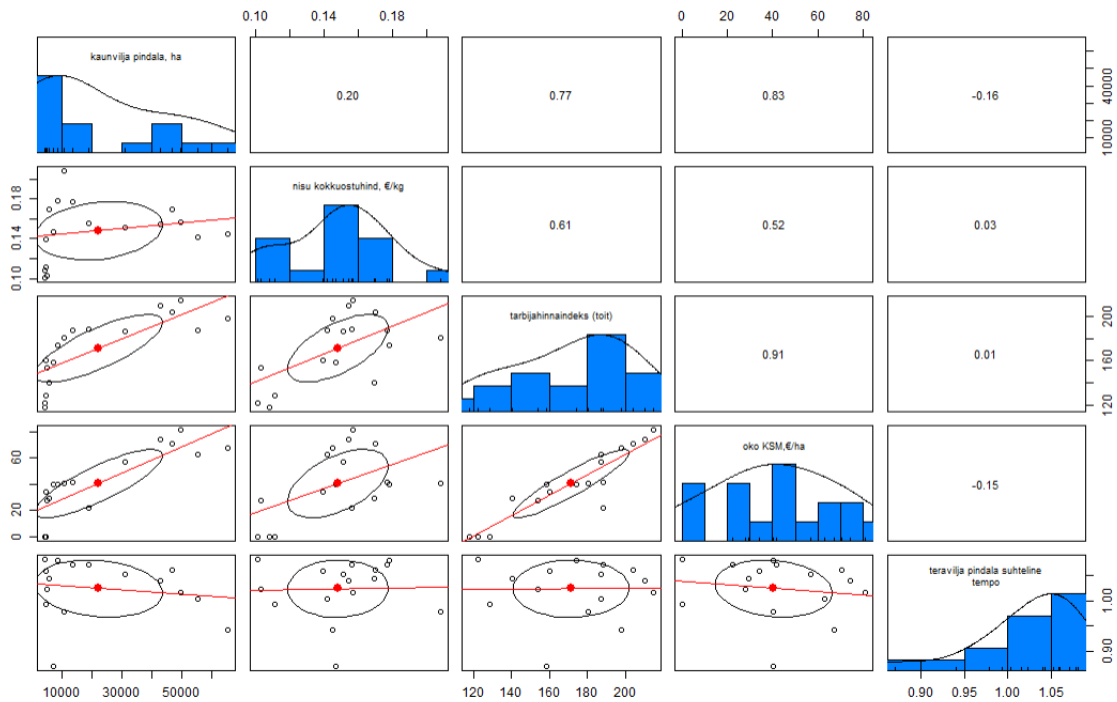 0.10 0.14 0.18 0 20 40 60 80
kaunvilja pindala, ha
0.20 0.77 0.83 -0.16
10000 40000
0.10 0.14 0.18
nisu kokkuostuhind, €/kg
0.61 0.52 0.03
tarbijahinnaindeks (toit)
0.91 0.01
120 160 200
0 20 60
oko KSM,€/ha
-0.15
teravilja pindala suhteline
tempo
0.90 1.00
10000 30000 50000 120 140 160 180 200 0.90 0.95 1.00 1.05